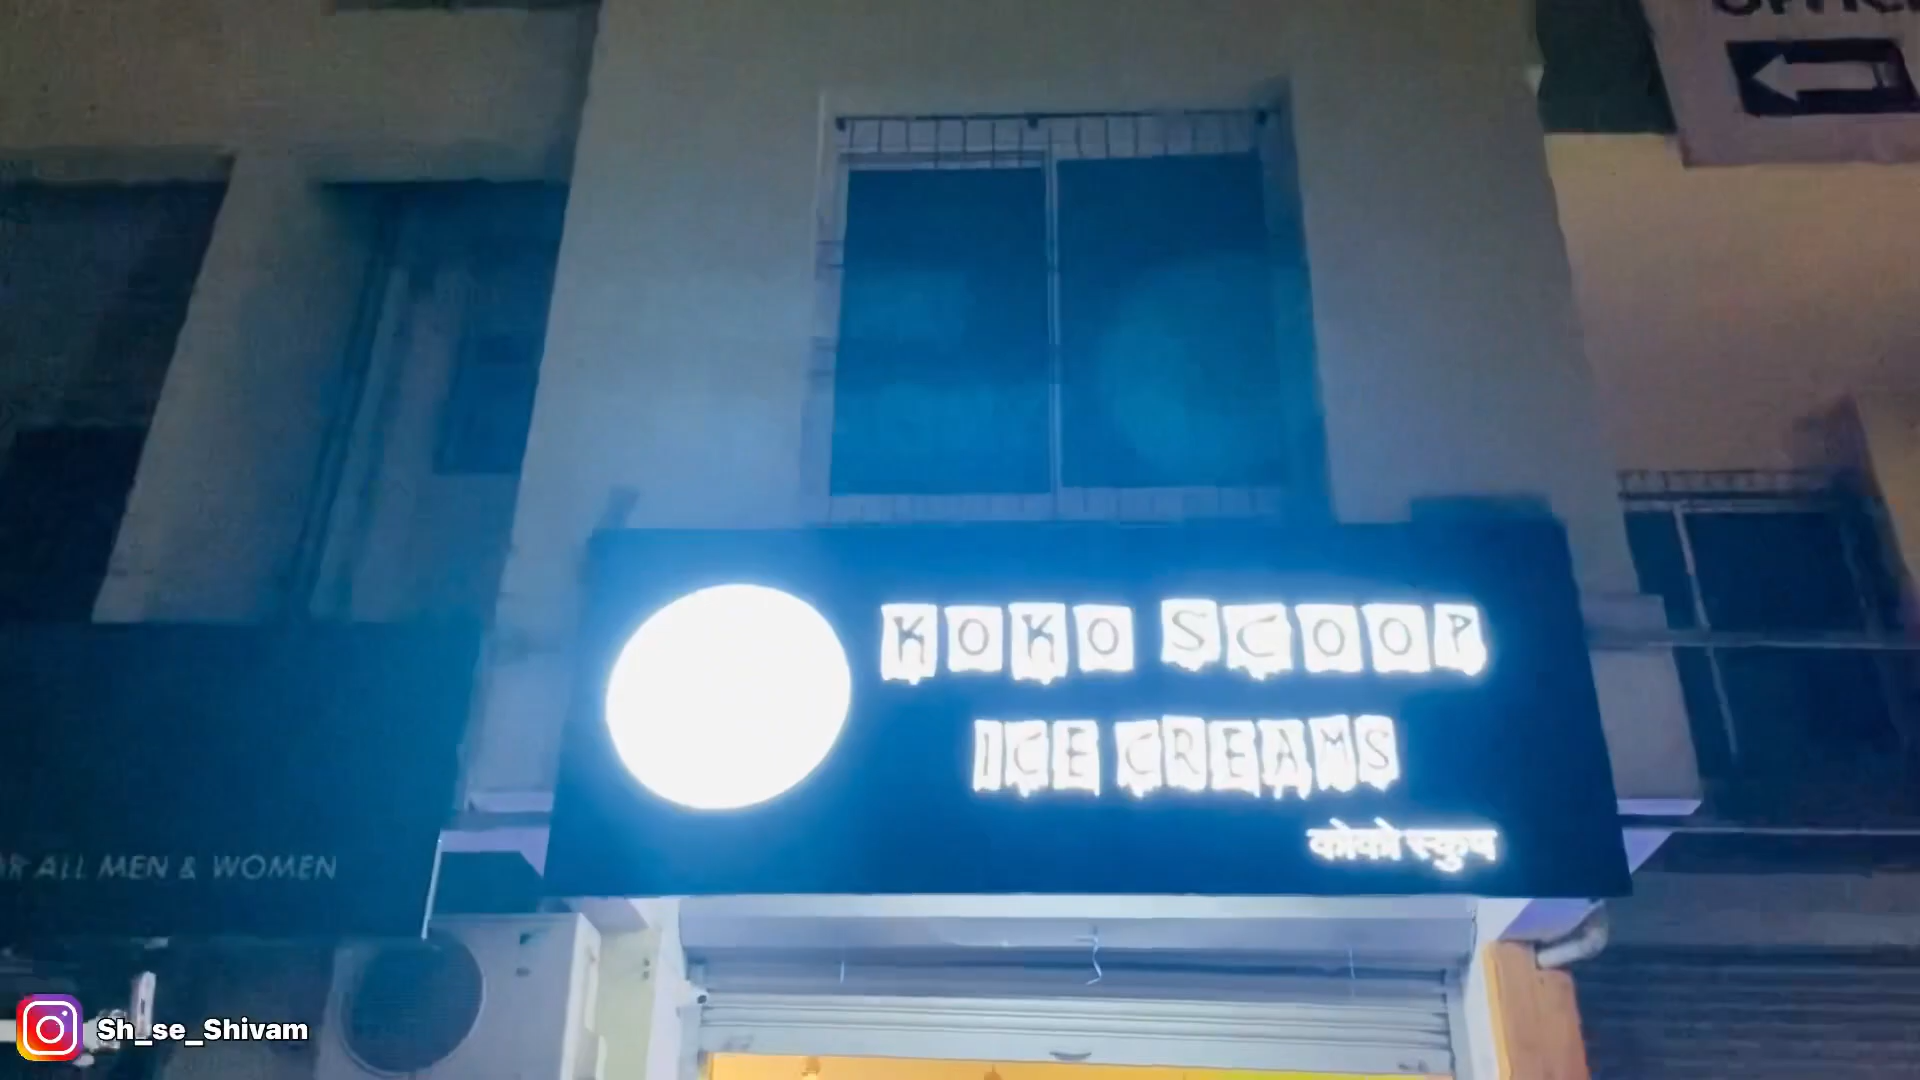 KOKO SCOOP
ICE CREAMS
कोको स्कुप
ALL MEN & WOMEN
Sh_se_Shivam